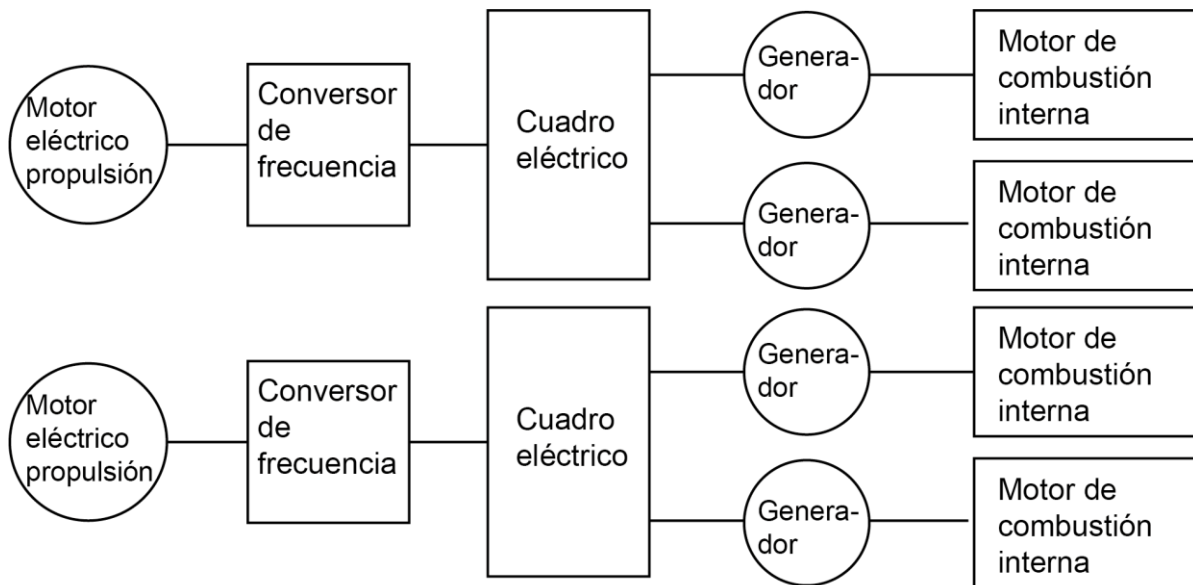 Motor
eléctrico
propulsión
Conversor
de
frecuencia
Cuadro
eléctrico
Genera-
dor
Motor de
combustión
interna
Genera-
dor
Motor de
combustión
interna
Motor
eléctrico
propulsión
Conversor
de
frecuencia
Cuadro
eléctrico
Genera-
dor
Motor de
combustión
interna
Genera-
dor
Motor de
combustión
interna